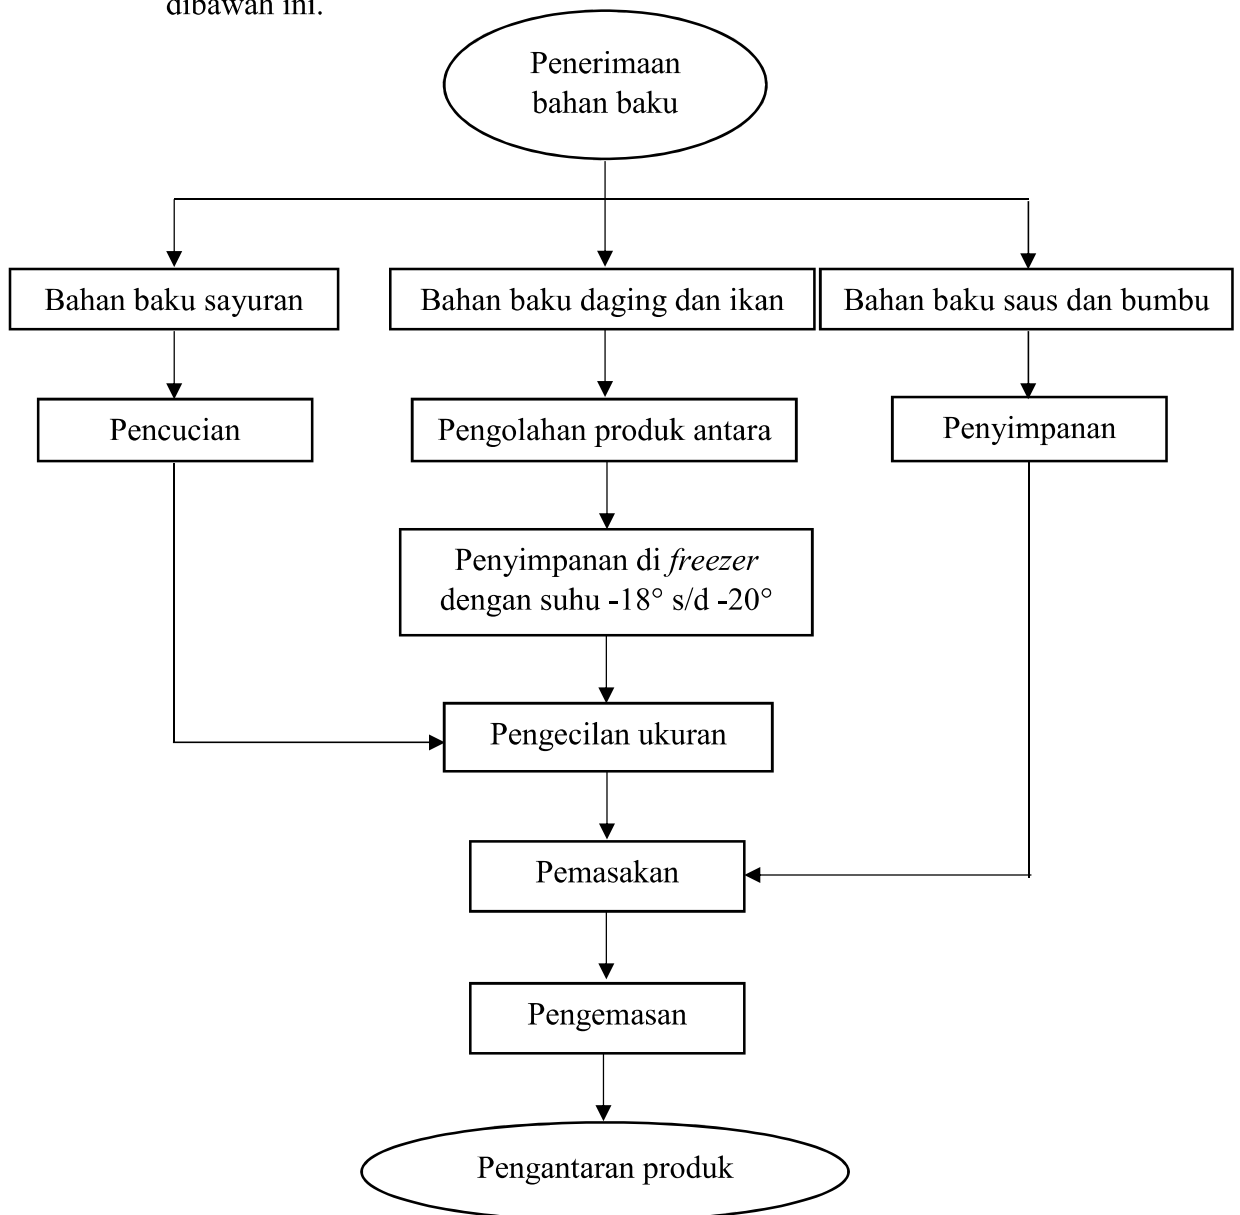 dibawah ini.
Penerimaan
bahan baku
Bahan baku sayuran
Bahan baku daging dan ikan
Bahan baku saus dan bumbu
Pencucian
Pengolahan produk antara
Penyimpanan
Penyimpanan di freezer
dengan suhu -18° s/d -20°
Pengecilan ukuran
Pemasakan
Pengemasan
Pengantaran produk